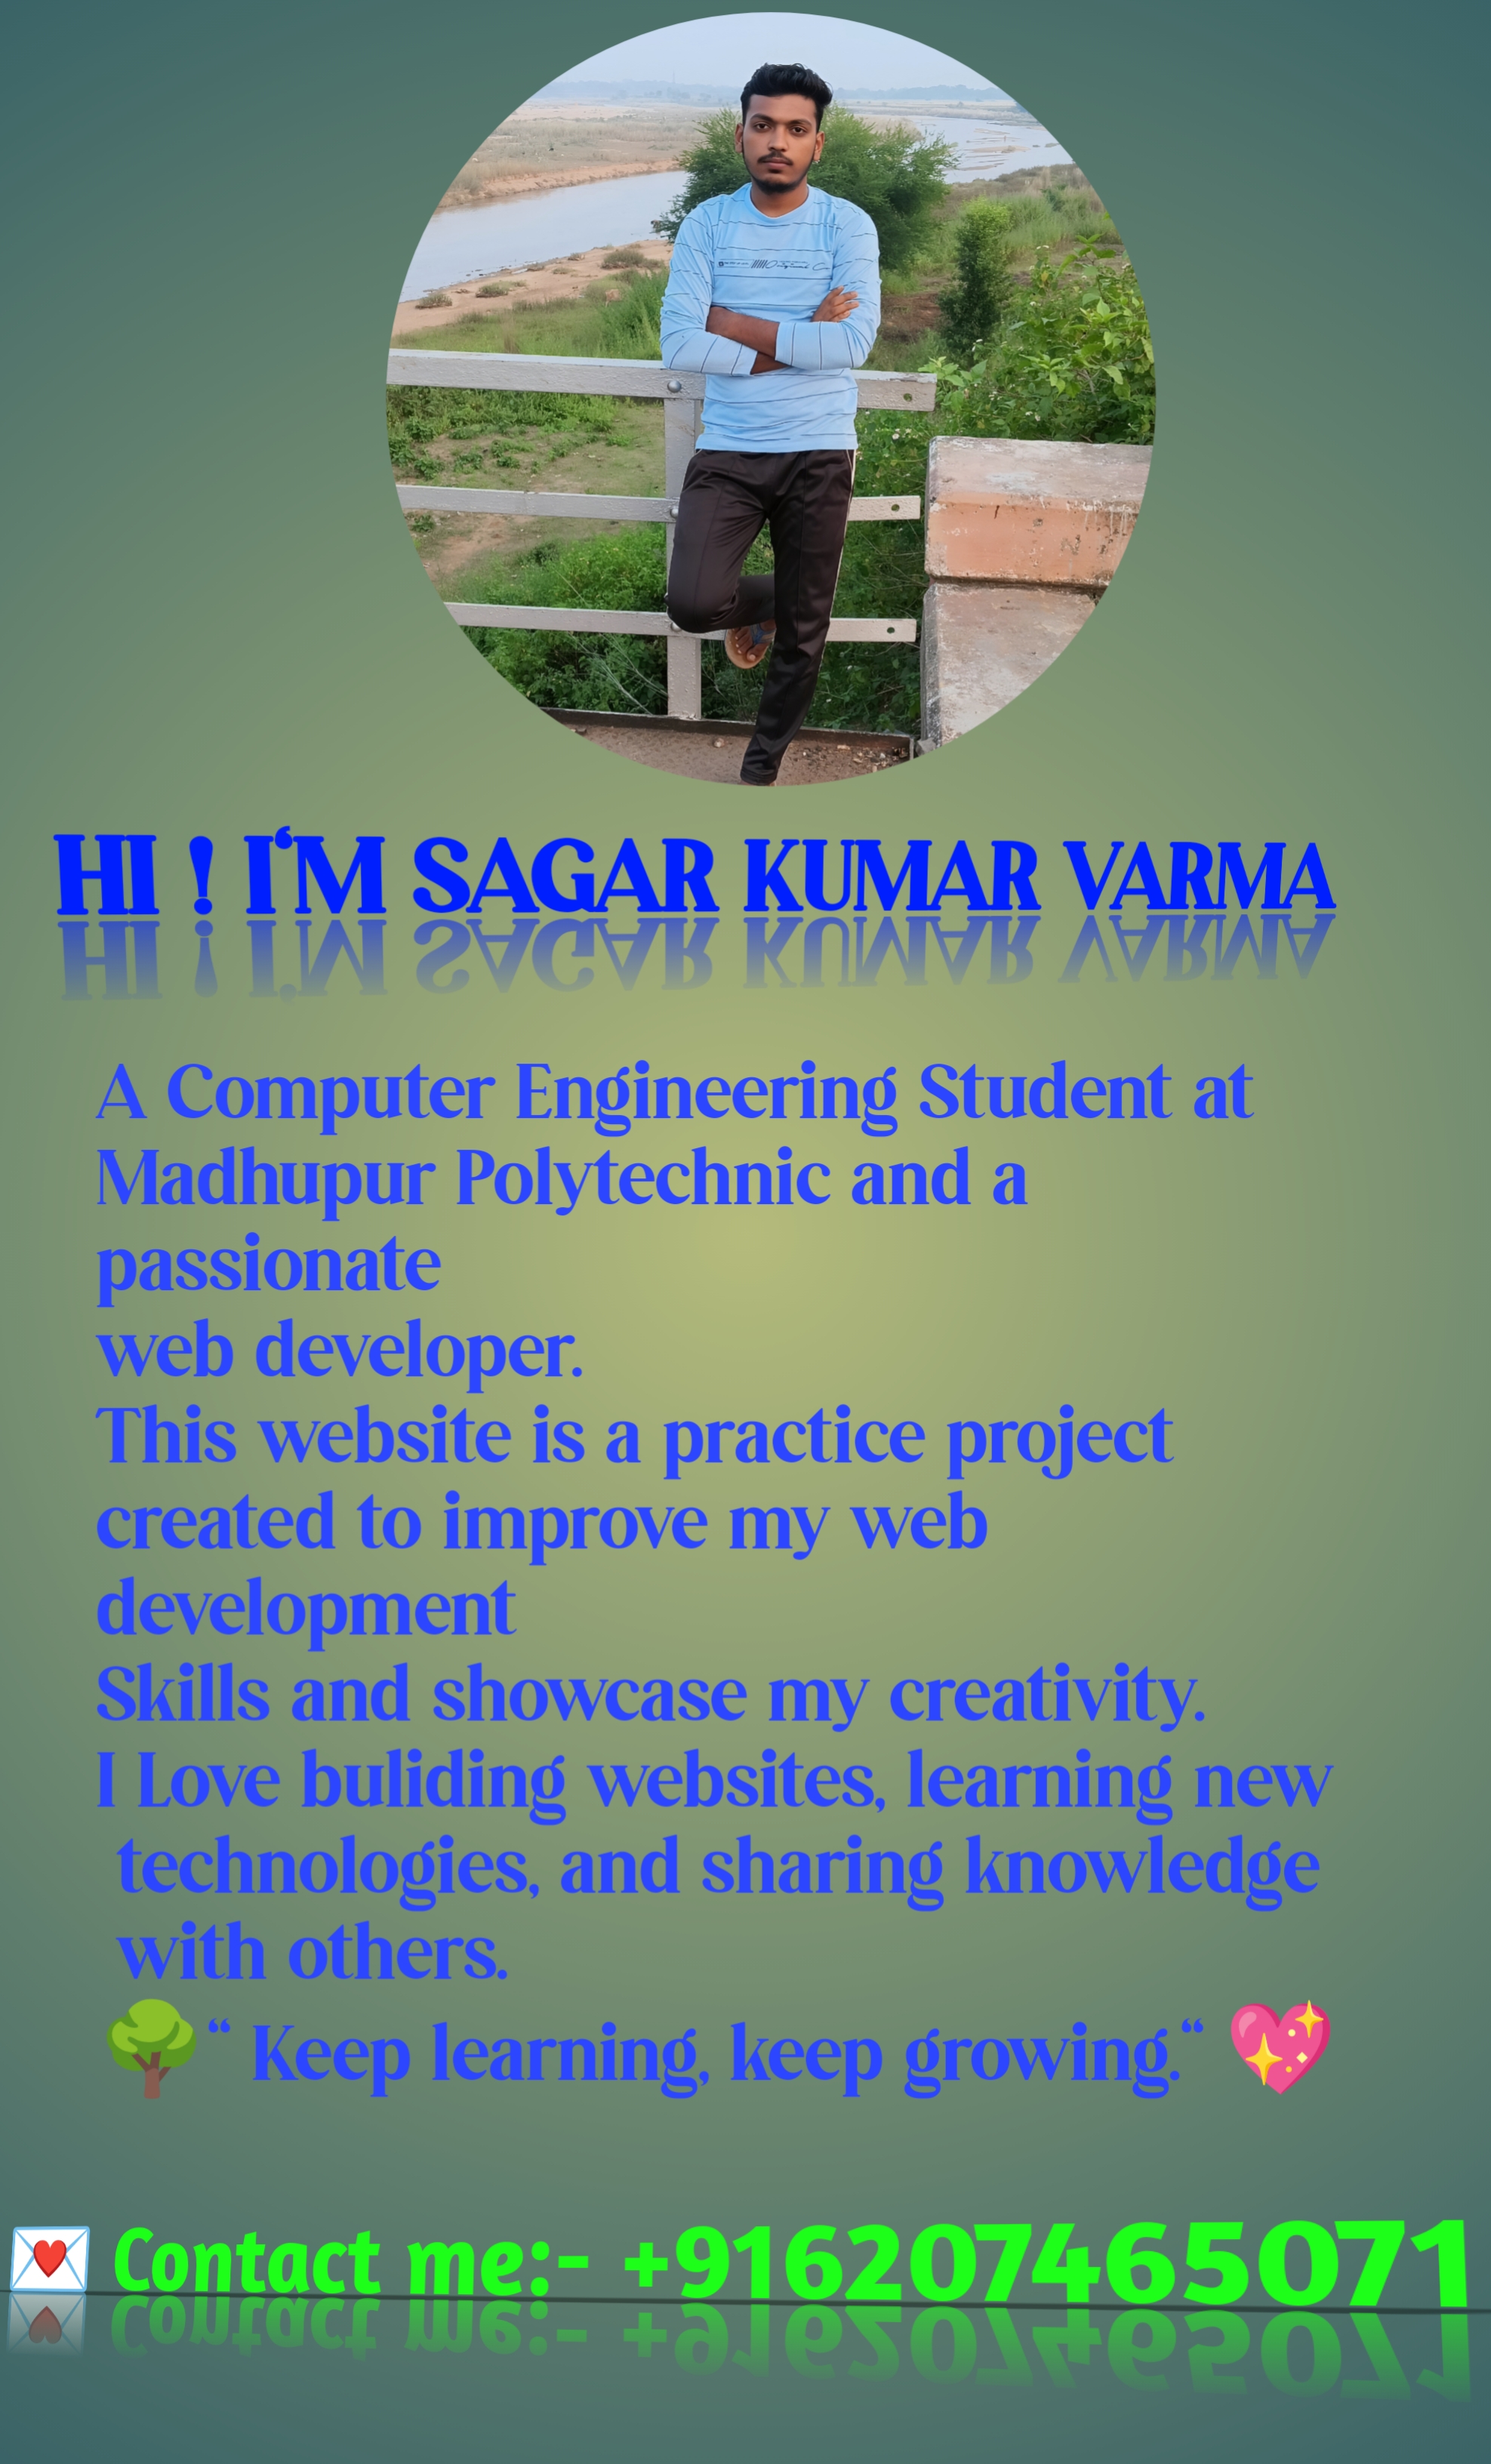 HI ! I‘M SAGAR KUMAR VARMA
A Computer Engineering Student at
Madhupur Polytechnic and a
passionate
web developer.
This website is a practice project
created to improve my web
development
Skills and showcase my creativity.
I Love buliding websites, learning new
technologies, and sharing knowledge
with others.
🌳“ Keep learning, keep growing.“ 💖
💌 Contact me:- +916207465071